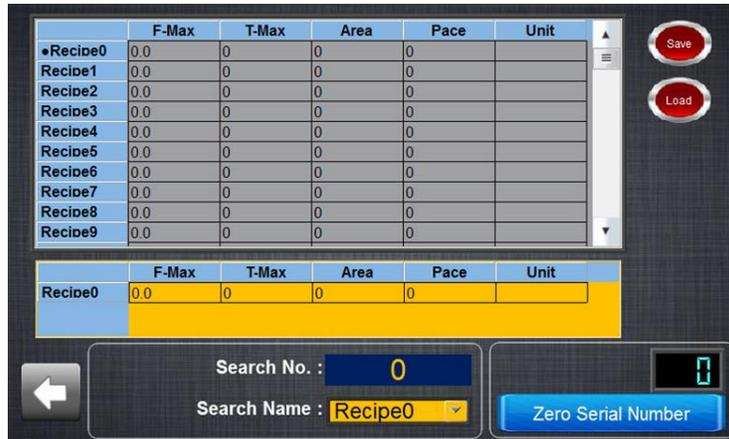 F-Max T-Max Area Pace Unit
•Recipe0 0.0 0 0 0
Recipe1 0.0 0 0 0
Recipe2 0.0 0 0 0
Recipe3 0.0 0 0 0
Recipe4 0.0 0 0 0
Recipe5 0.0 0 0 0
Recipe6 0.0 0 0 0
Recipe7 0.0 0 0 0
Recipe8 0.0 0 0 0
Recipe9 0.0 0 0 0
Save
Load
F-Max T-Max Area Pace Unit
Recipe0 0.0 0 0 0
Search No. : 0
Search Name : Recipe0
0
Zero Serial Number